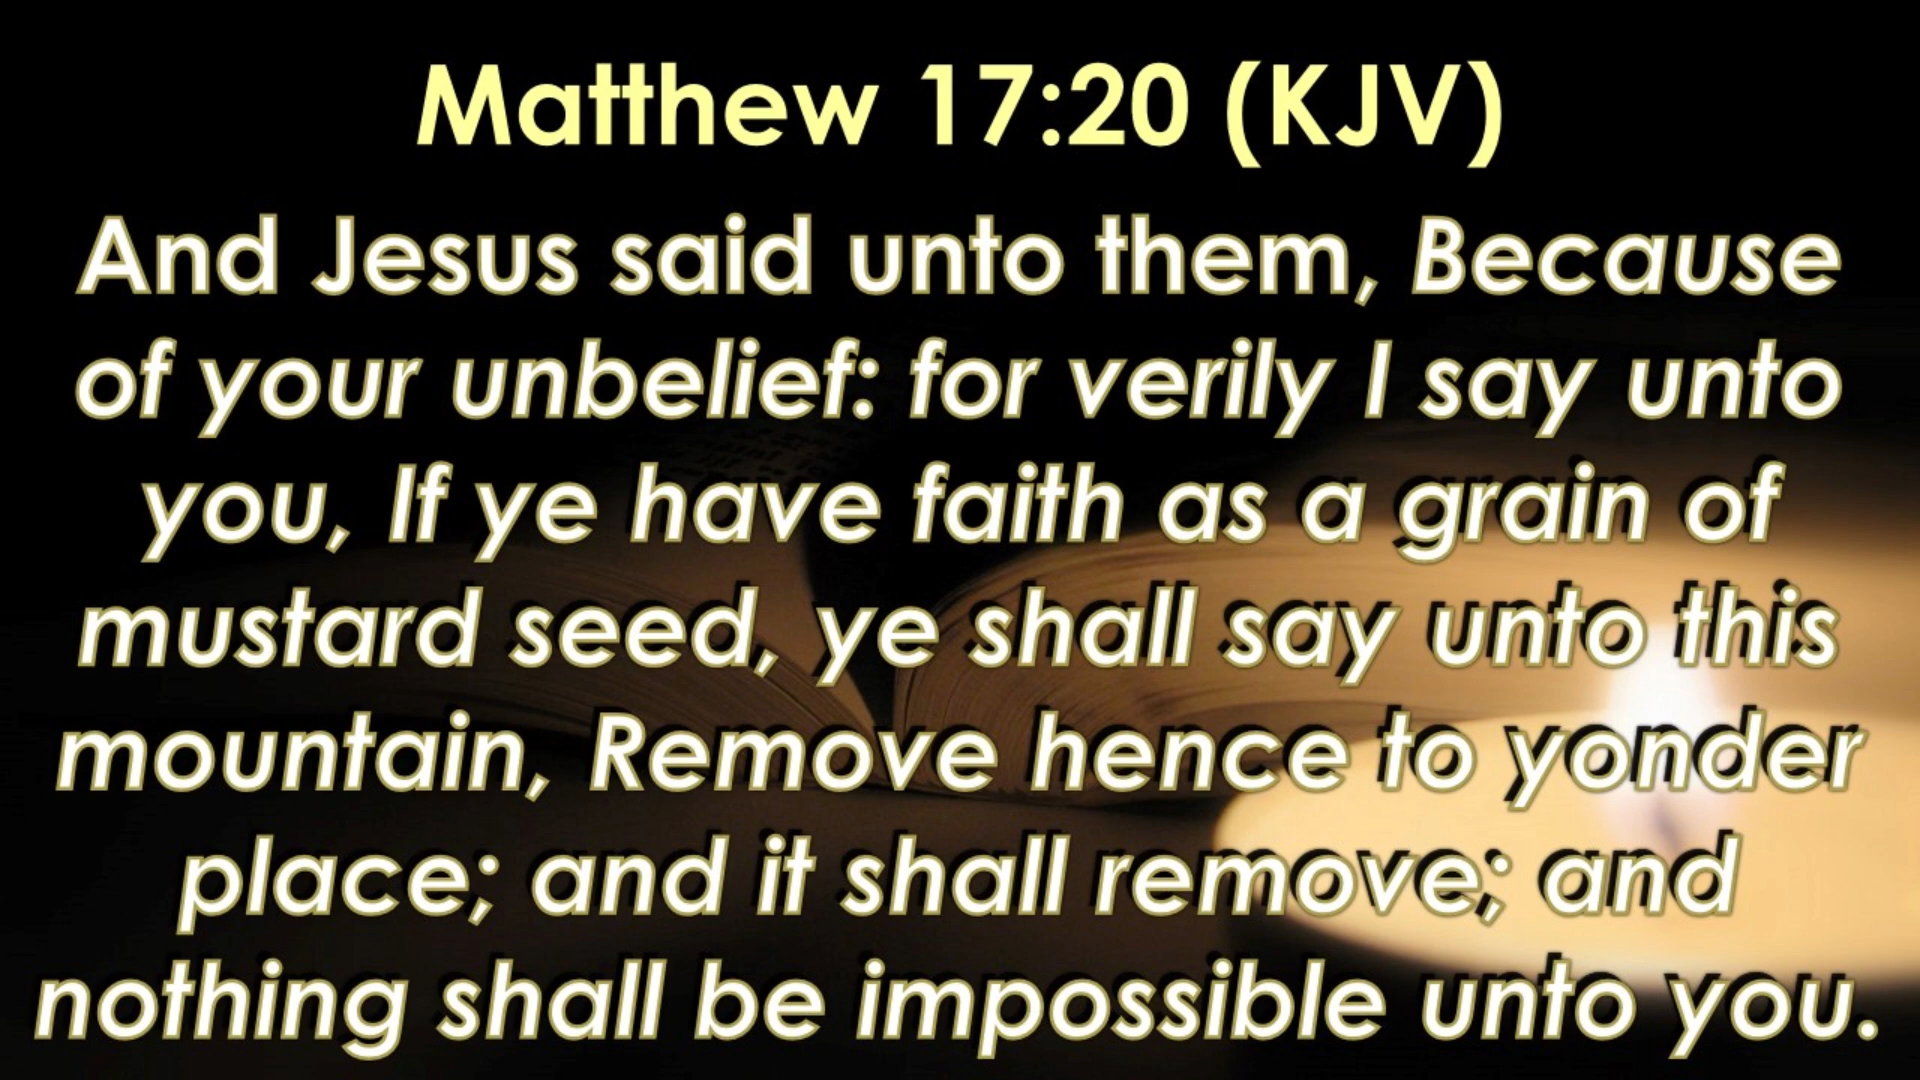 Matthew 17:20 (KJV)
And Jesus said unto them, Because
of your unbelief: for verily I say unto
you, If ye have faith as a grain of
mustard seed, ye shall say unto this
mountain, Remove hence to yonder
place; and it shall remove; and
nothing shall be impossible unto you.